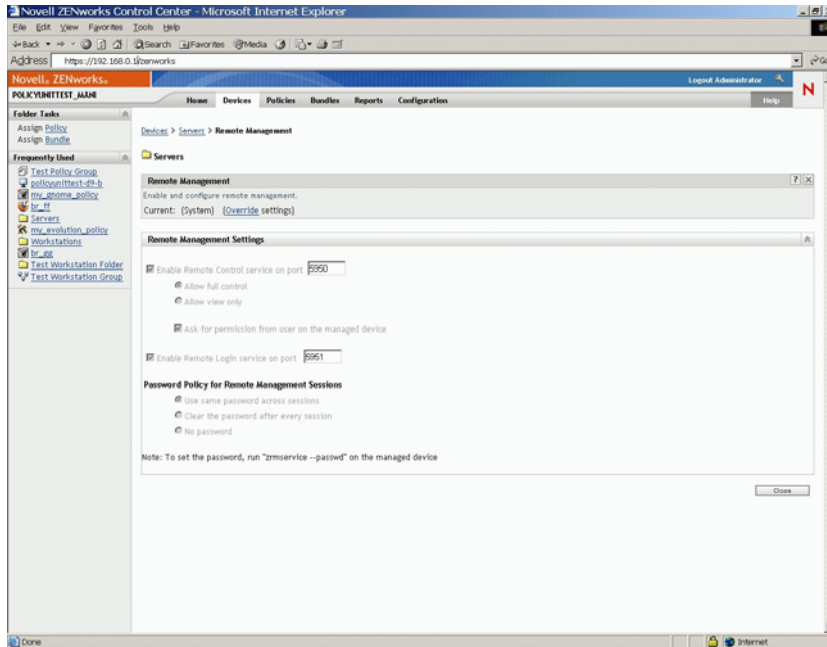 Novell ZENworks Control Center - Microsoft Internet Explorer
File Edit View Favorites Tools Help
Back Search Favorites Media
Address https://192.168.0.1/zenworks
Novell® ZENworks®
Logout Administrator
POLICYUNITTEST_MANI
Home Devices Policies Bundles Reports Configuration Help
N
Folder Tasks
Assign Policy
Assign Bundle
Frequently Used
Test Policy Group
policyunittest-d9-b
my_gnome_policy
br_ff
Servers
my_evolution_policy
Workstations
Test Workstation Folder
Test Workstation Group
Devices > Servers > Remote Management
Servers
Remote Management
Enable and configure remote management.
Current: (System) (Override settings)
Remote Management Settings
Enable Remote Control service on port 5950
Allow full control
Allow view only
Ask for permission from user on the managed device
Enable Remote Login service on port 5951
Password Policy for Remote Management Sessions
Use same password across sessions
Clear the password after every session
No password
Note: To set the password, run "zrmservice --passwd" on the managed device
Close
Done
Internet